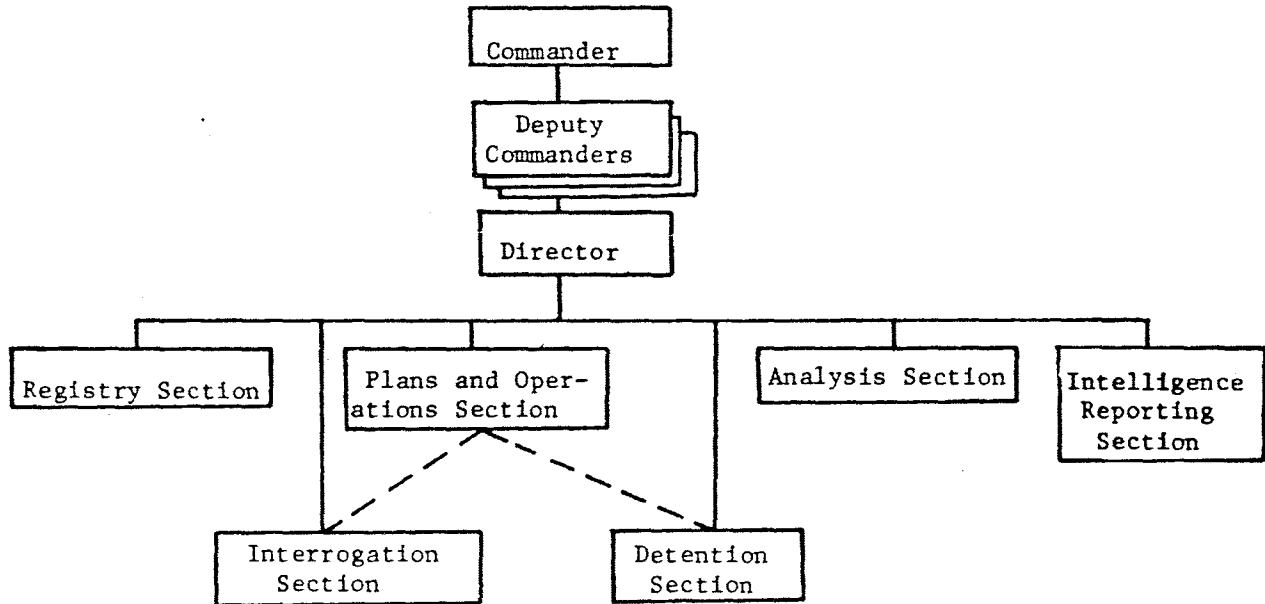 Commander
Deputy
Commanders
Director
Registry Section
Plans and Oper-
ations Section
Analysis Section
Intelligence
Reporting
Section
Interrogation
Section
Detention
Section